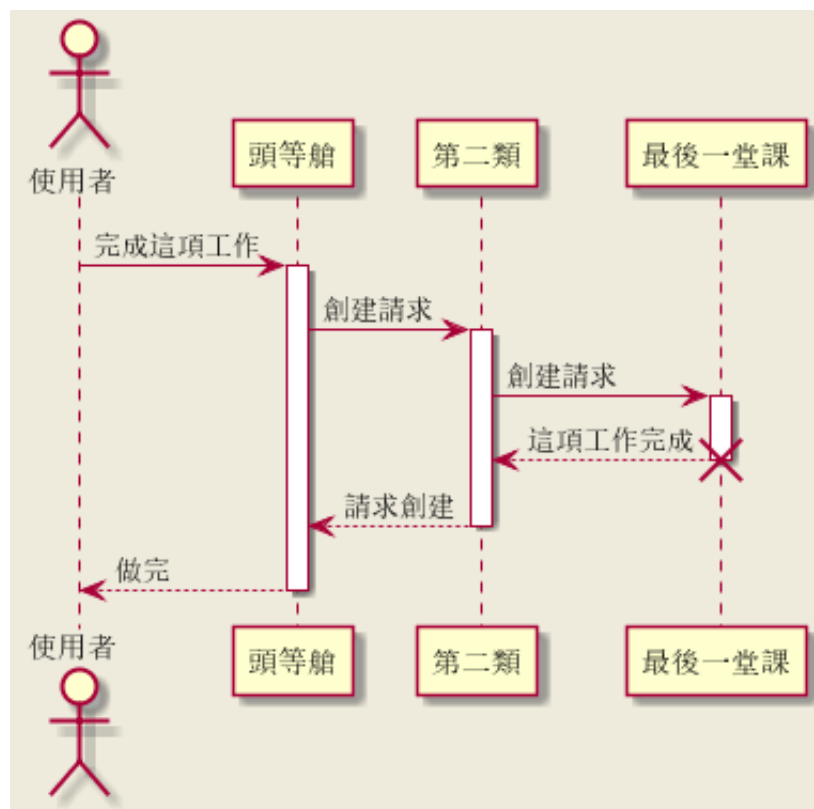 使用者
頭等艙
第二類
最後一堂課
完成這項工作
創建請求
創建請求
這項工作完成
請求創建
做完
使用者
頭等艙
第二類
最後一堂課